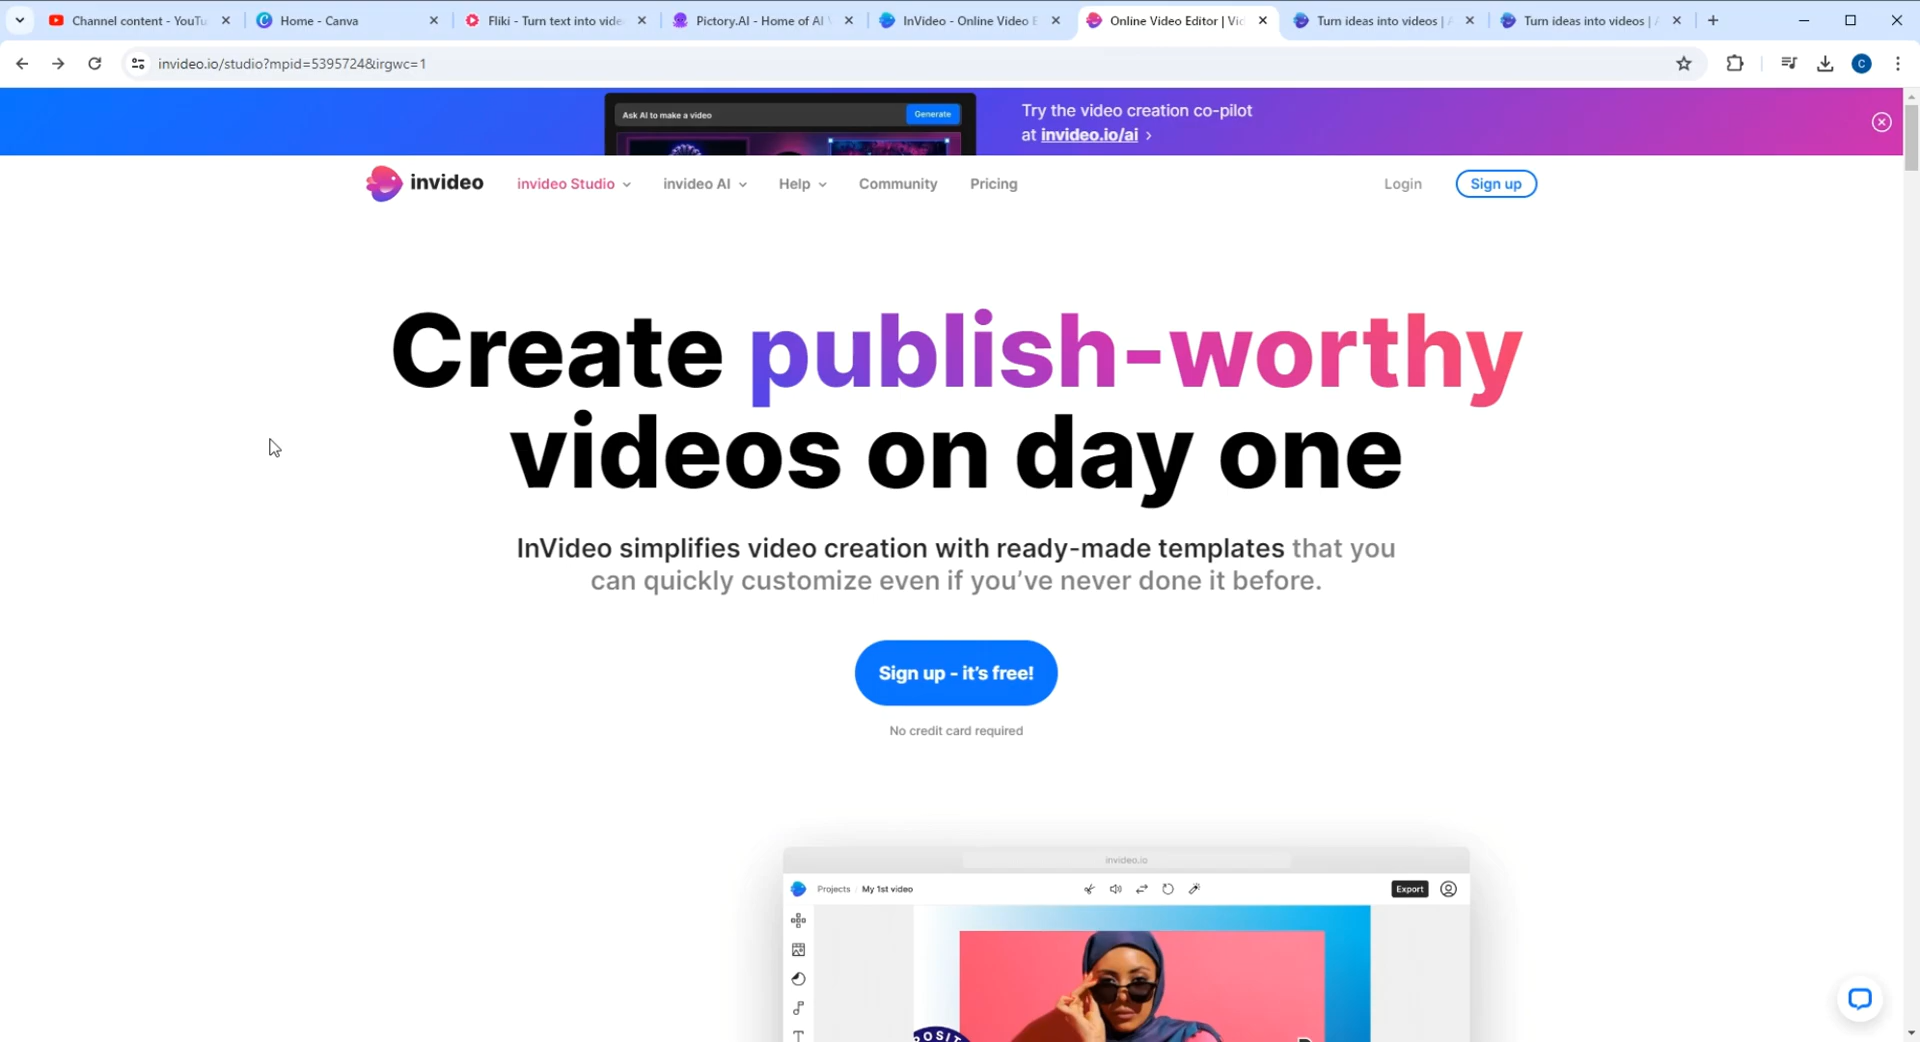 Channel content - YouTu
Home - Canva
Fliki - Turn text into vide
Pictory.AI - Home of AI
InVideo - Online Video E
Online Video Editor | Vi
Turn ideas into videos |
Turn ideas into videos |
invideo.io/studio?mpid=5395724&irgwc=1
C
Ask AI to make a video
Generate
Try the video creation co-pilot
at invideo.io/ai >
invideo
invideo Studio
invideo AI
Help
Community
Pricing
Login
Sign up
Create publish-worthy
videos on day one
InVideo simplifies video creation with ready-made templates that you
can quickly customize even if you’ve never done it before.
Sign up - it’s free!
No credit card required
invideo.io
Projects / My 1st video
Export